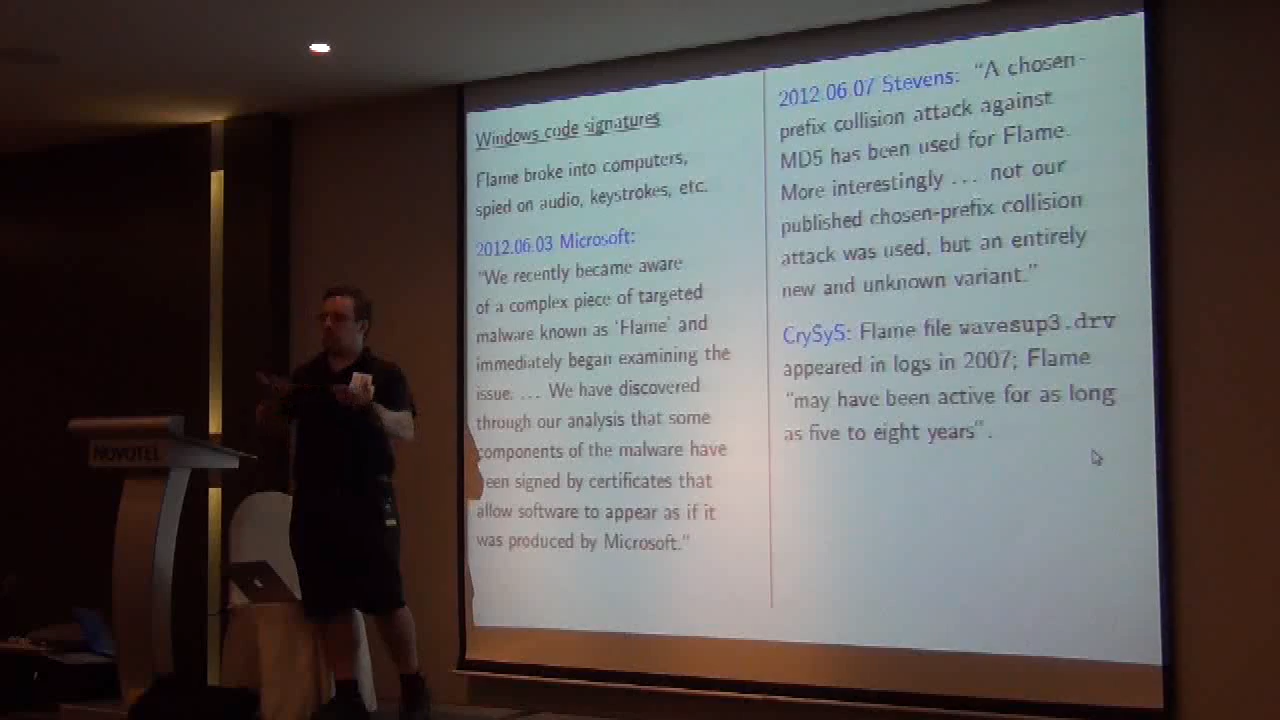 Windows code signatures
Flame broke into computers,
spied on audio, keystrokes, etc.
2012.06.03 Microsoft:
"We recently became aware
of a complex piece of targeted
malware known as 'Flame' and
immediately began examining the
issue. ... We have discovered
through our analysis that some
components of the malware have
been signed by certificates that
allow software to appear as if it
was produced by Microsoft."
2012.06.07 Stevens: "A chosen-
prefix collision attack against
MD5 has been used for Flame.
More interestingly ... not our
published chosen-prefix collision
attack was used, but an entirely
new and unknown variant."
CrySyS: Flame file wavesup3.drv
appeared in logs in 2007; Flame
"may have been active for as long
as five to eight years".
NOVOTEL